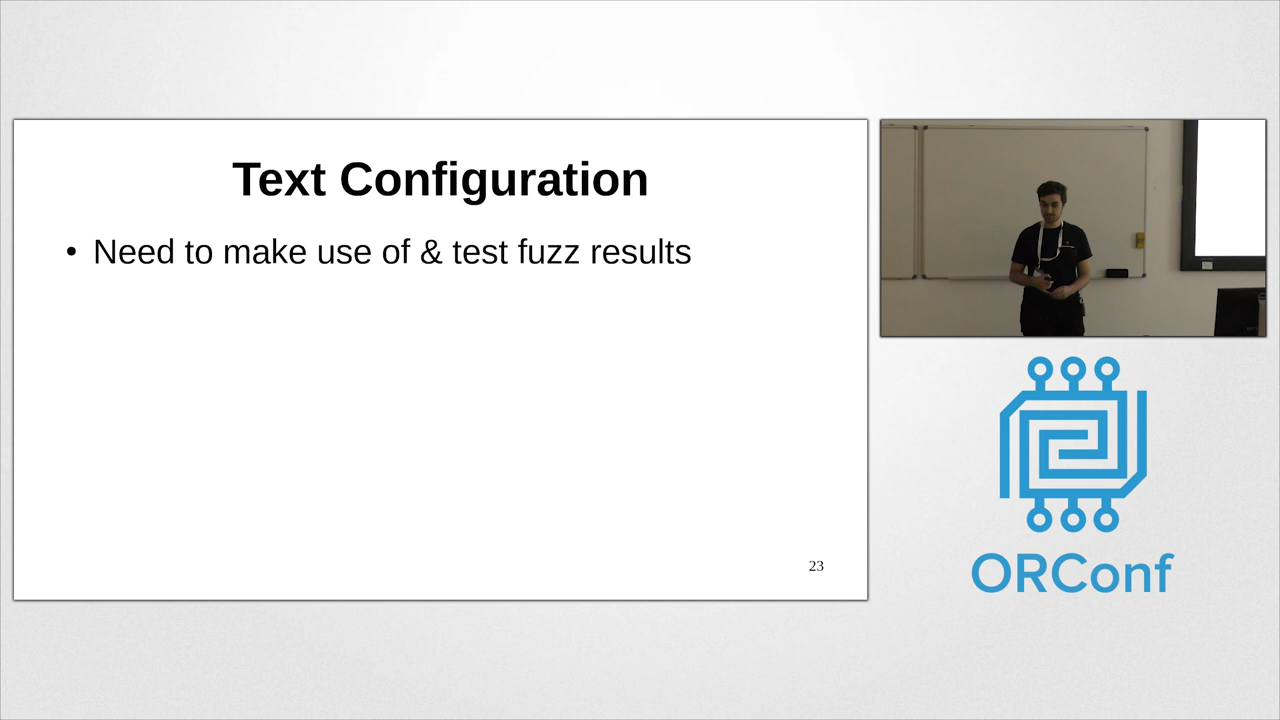 Text Configuration
• Need to make use of & test fuzz results
23
ORConf